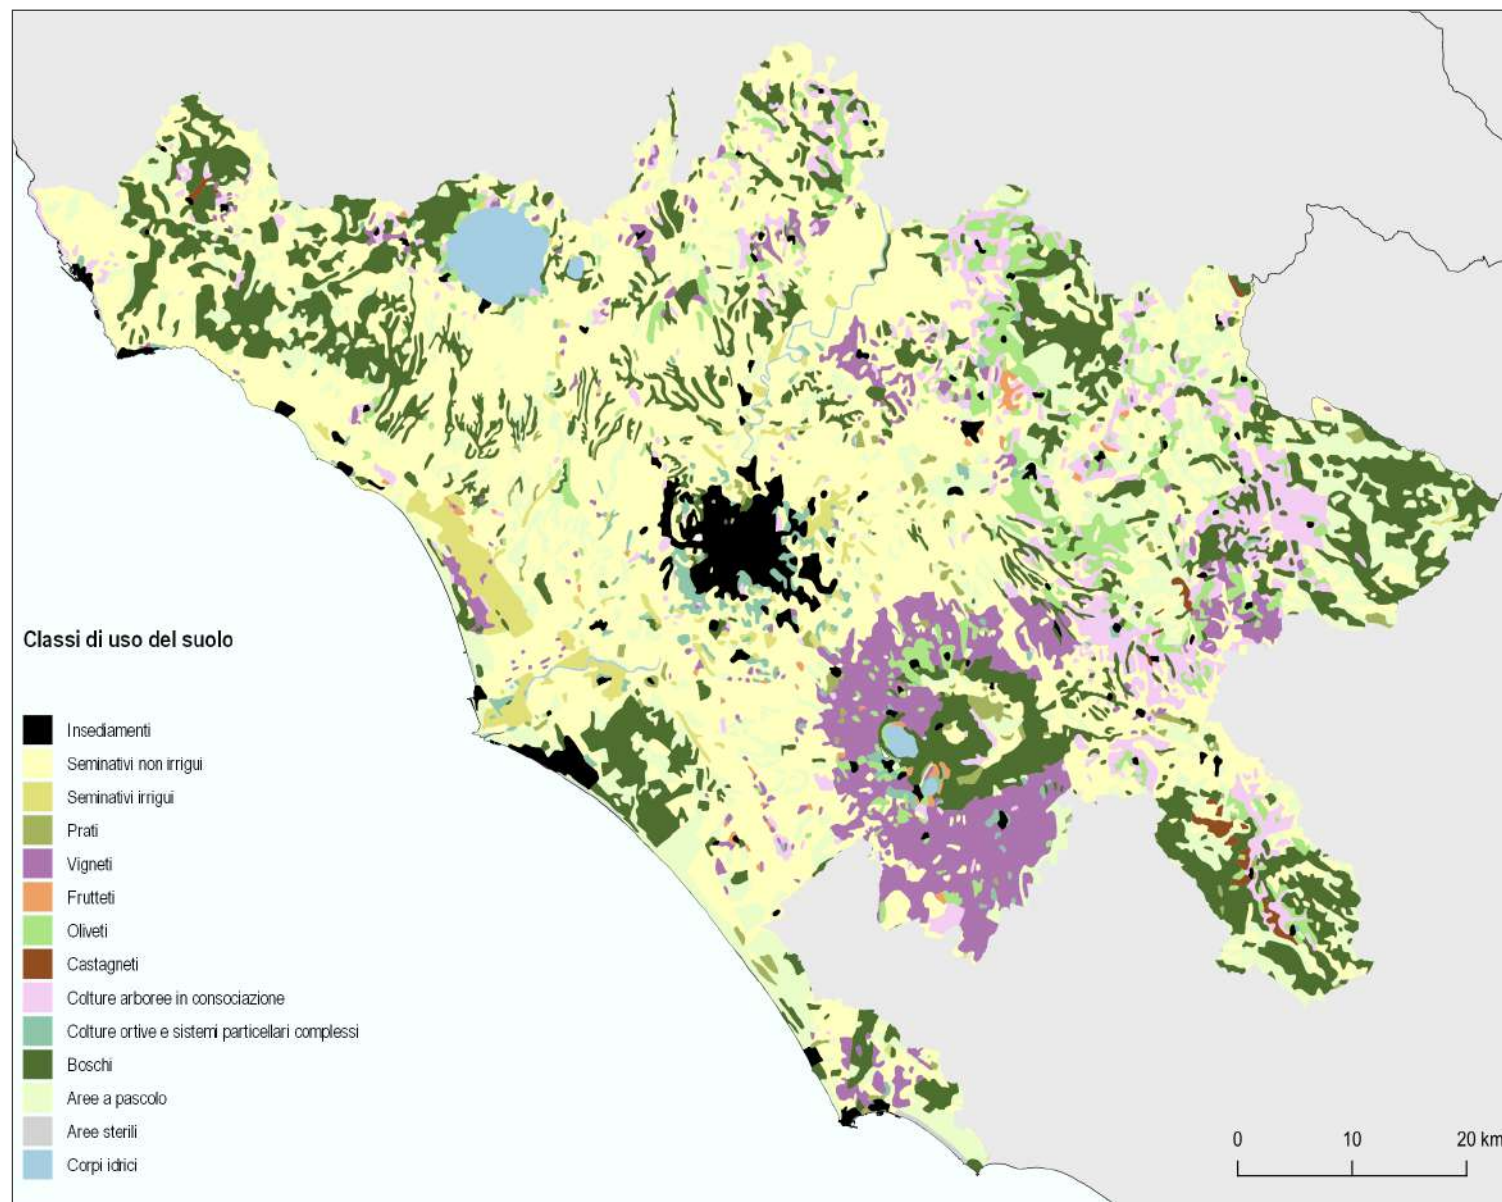 Classi di uso del suolo
Insediamenti
Seminativi non irrigui
Seminativi irrigui
Prati
Vigneti
Frutteti
Oliveti
Castagneti
Colture arboree in consociazione
Colture ortive e sistemi particellari complessi
Boschi
Aree a pascolo
Aree sterili
Corpi idrici
0 10 20 km